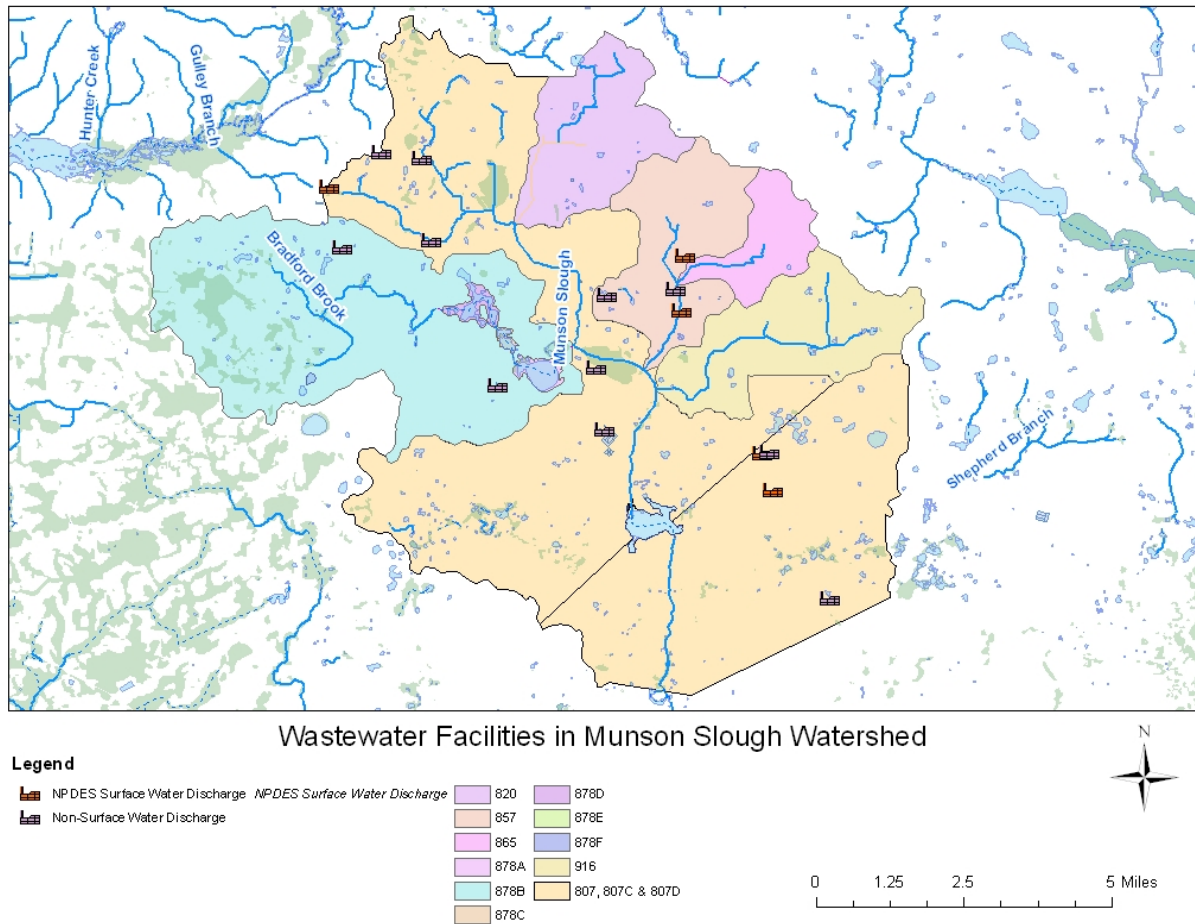 Hunter Creek
Gulley Branch
Bradford Brook
Munson Slough
Shepherd Branch
Wastewater Facilities in Munson Slough Watershed
N
Legend
NPDES Surface Water Discharge NPDES Surface Water Discharge
Non-Surface Water Discharge
820
857
865
878A
878B
878C
878D
878E
878F
916
807, 807C & 807D
0 1.25 2.5 5 Miles